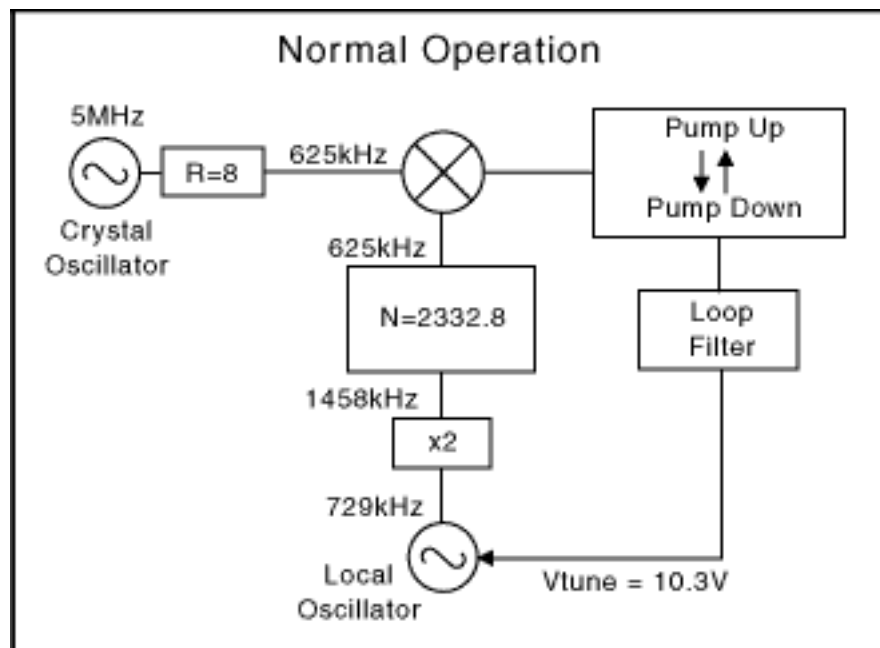 Normal Operation
5MHz
R=8
625kHz
Crystal
Oscillator
Pump Up
Pump Down
625kHz
N=2332.8
Loop
Filter
1458kHz
x2
729kHz
Local
Oscillator
Vtune = 10.3V